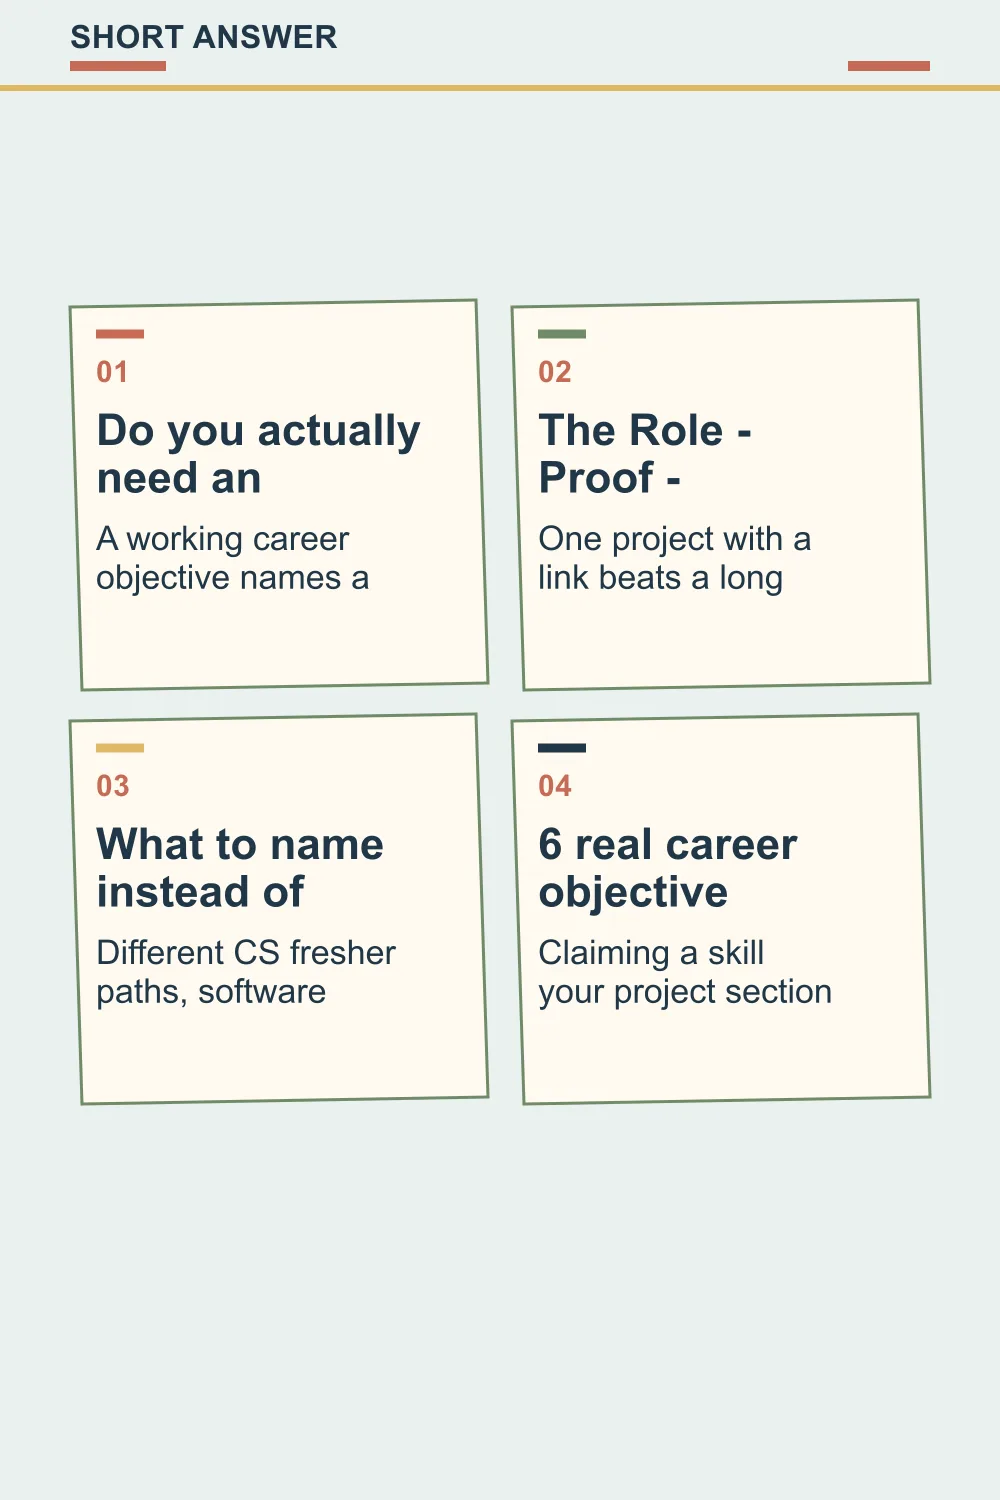 SHORT ANSWER
01
Do you actually
need an
A working career
objective names a
02
The Role -
Proof -
One project with a
link beats a long
03
What to name
instead of
Different CS fresher
paths, software
04
6 real career
objective
Claiming a skill
your project section